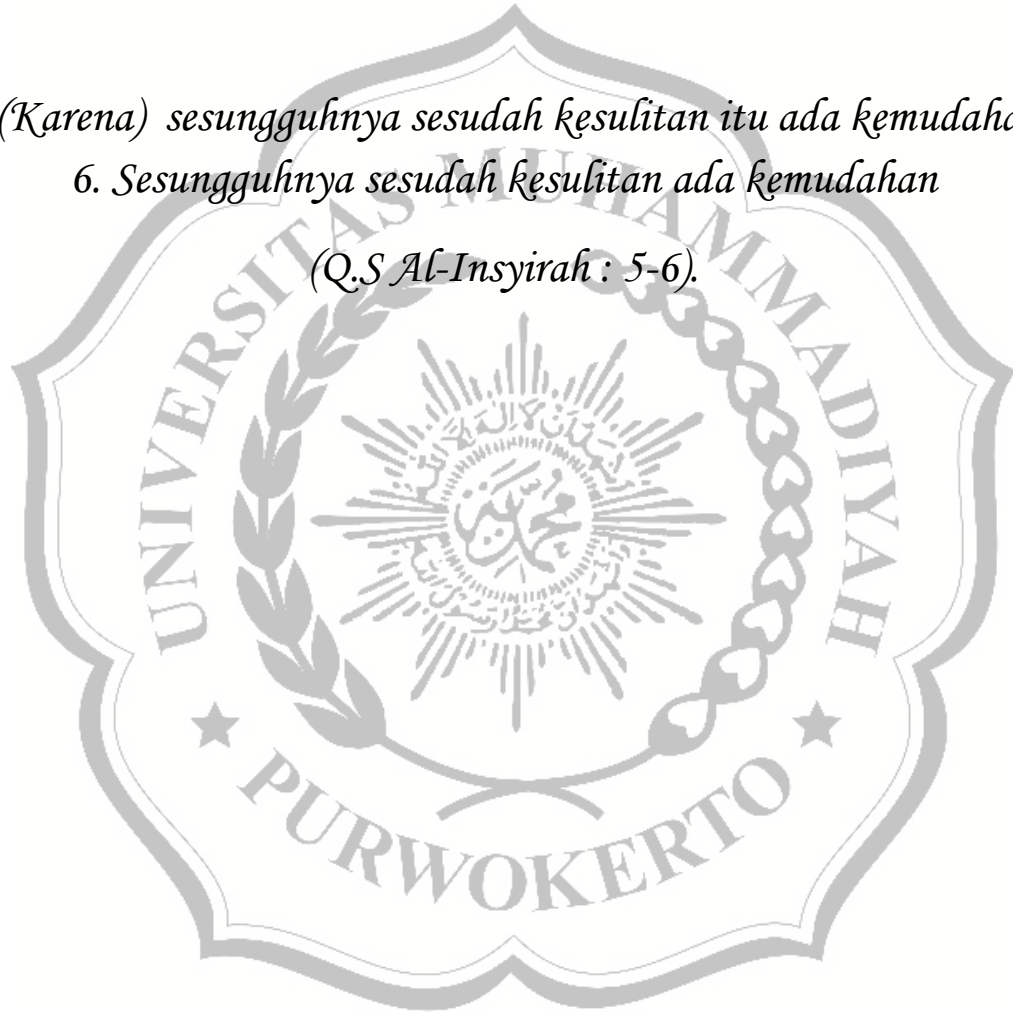 (Karena) sesungguhnya sesudah kesulitan itu ada
6. Sesungguhnya sesudah kesulitan ada kemudahan
(Q.S Al-Insyirah : 5-6).
UNIVERSITAS MUHAMMADIYAH
PURWOKERTO